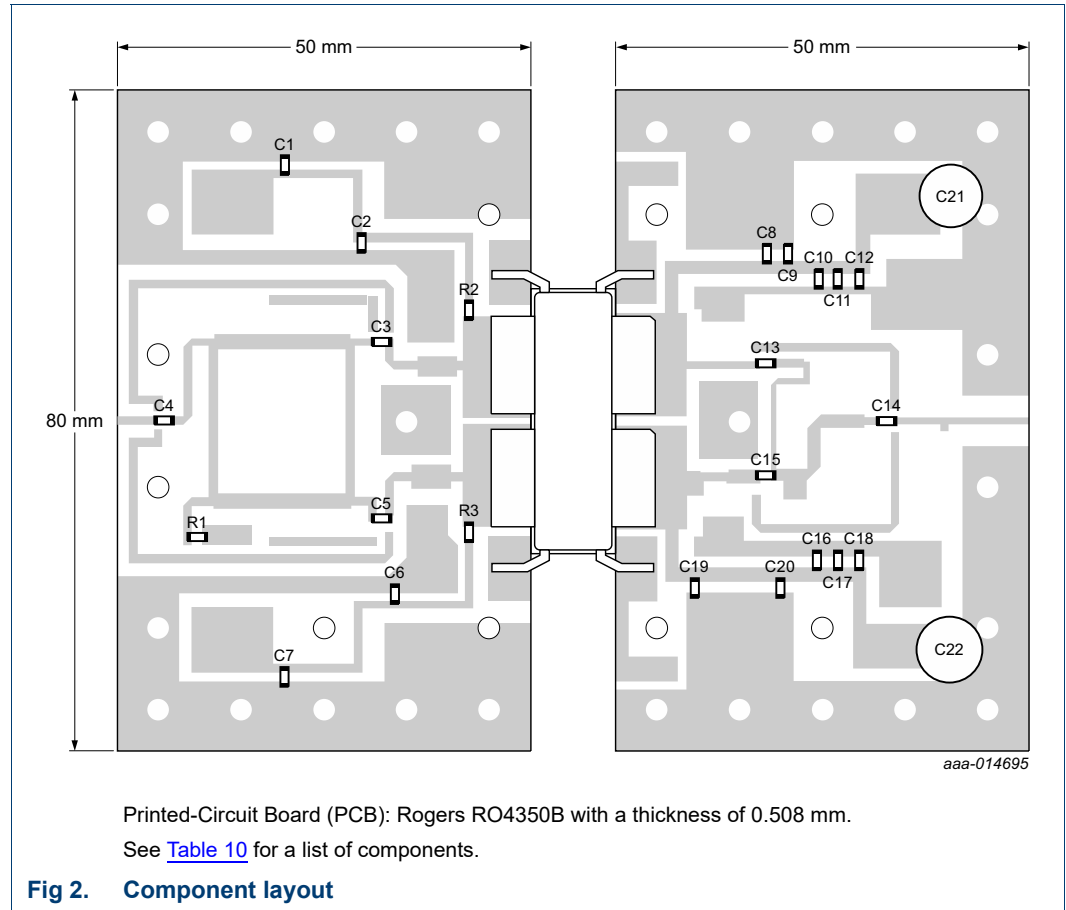 50 mm
50 mm
C1
C21
C2
C8
C9
C10
C12
C11
R2
C3
C13
80 mm
C4
C14
C15
C5
R1
R3
C16
C18
C17
C6
C19
C20
C7
C22
aaa-014695
Printed-Circuit Board (PCB): Rogers RO4350B with a thickness of 0.508 mm.
See Table 10 for a list of components.
Fig 2. Component layout